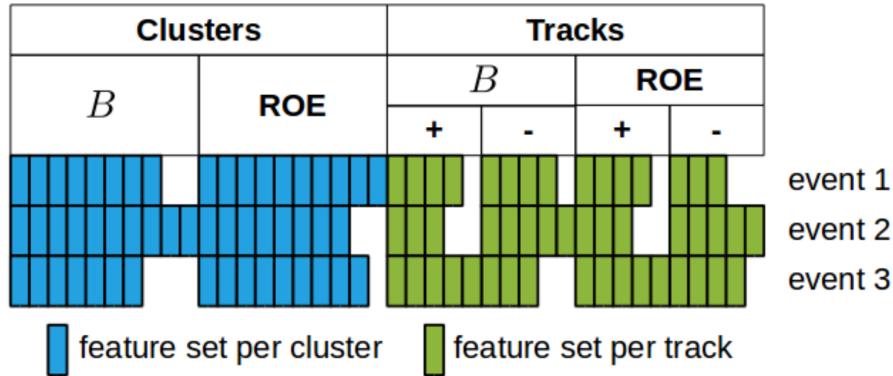 Clusters Tracks
B ROE B ROE
+ - + -
event 1
event 2
event 3
feature set per cluster feature set per track